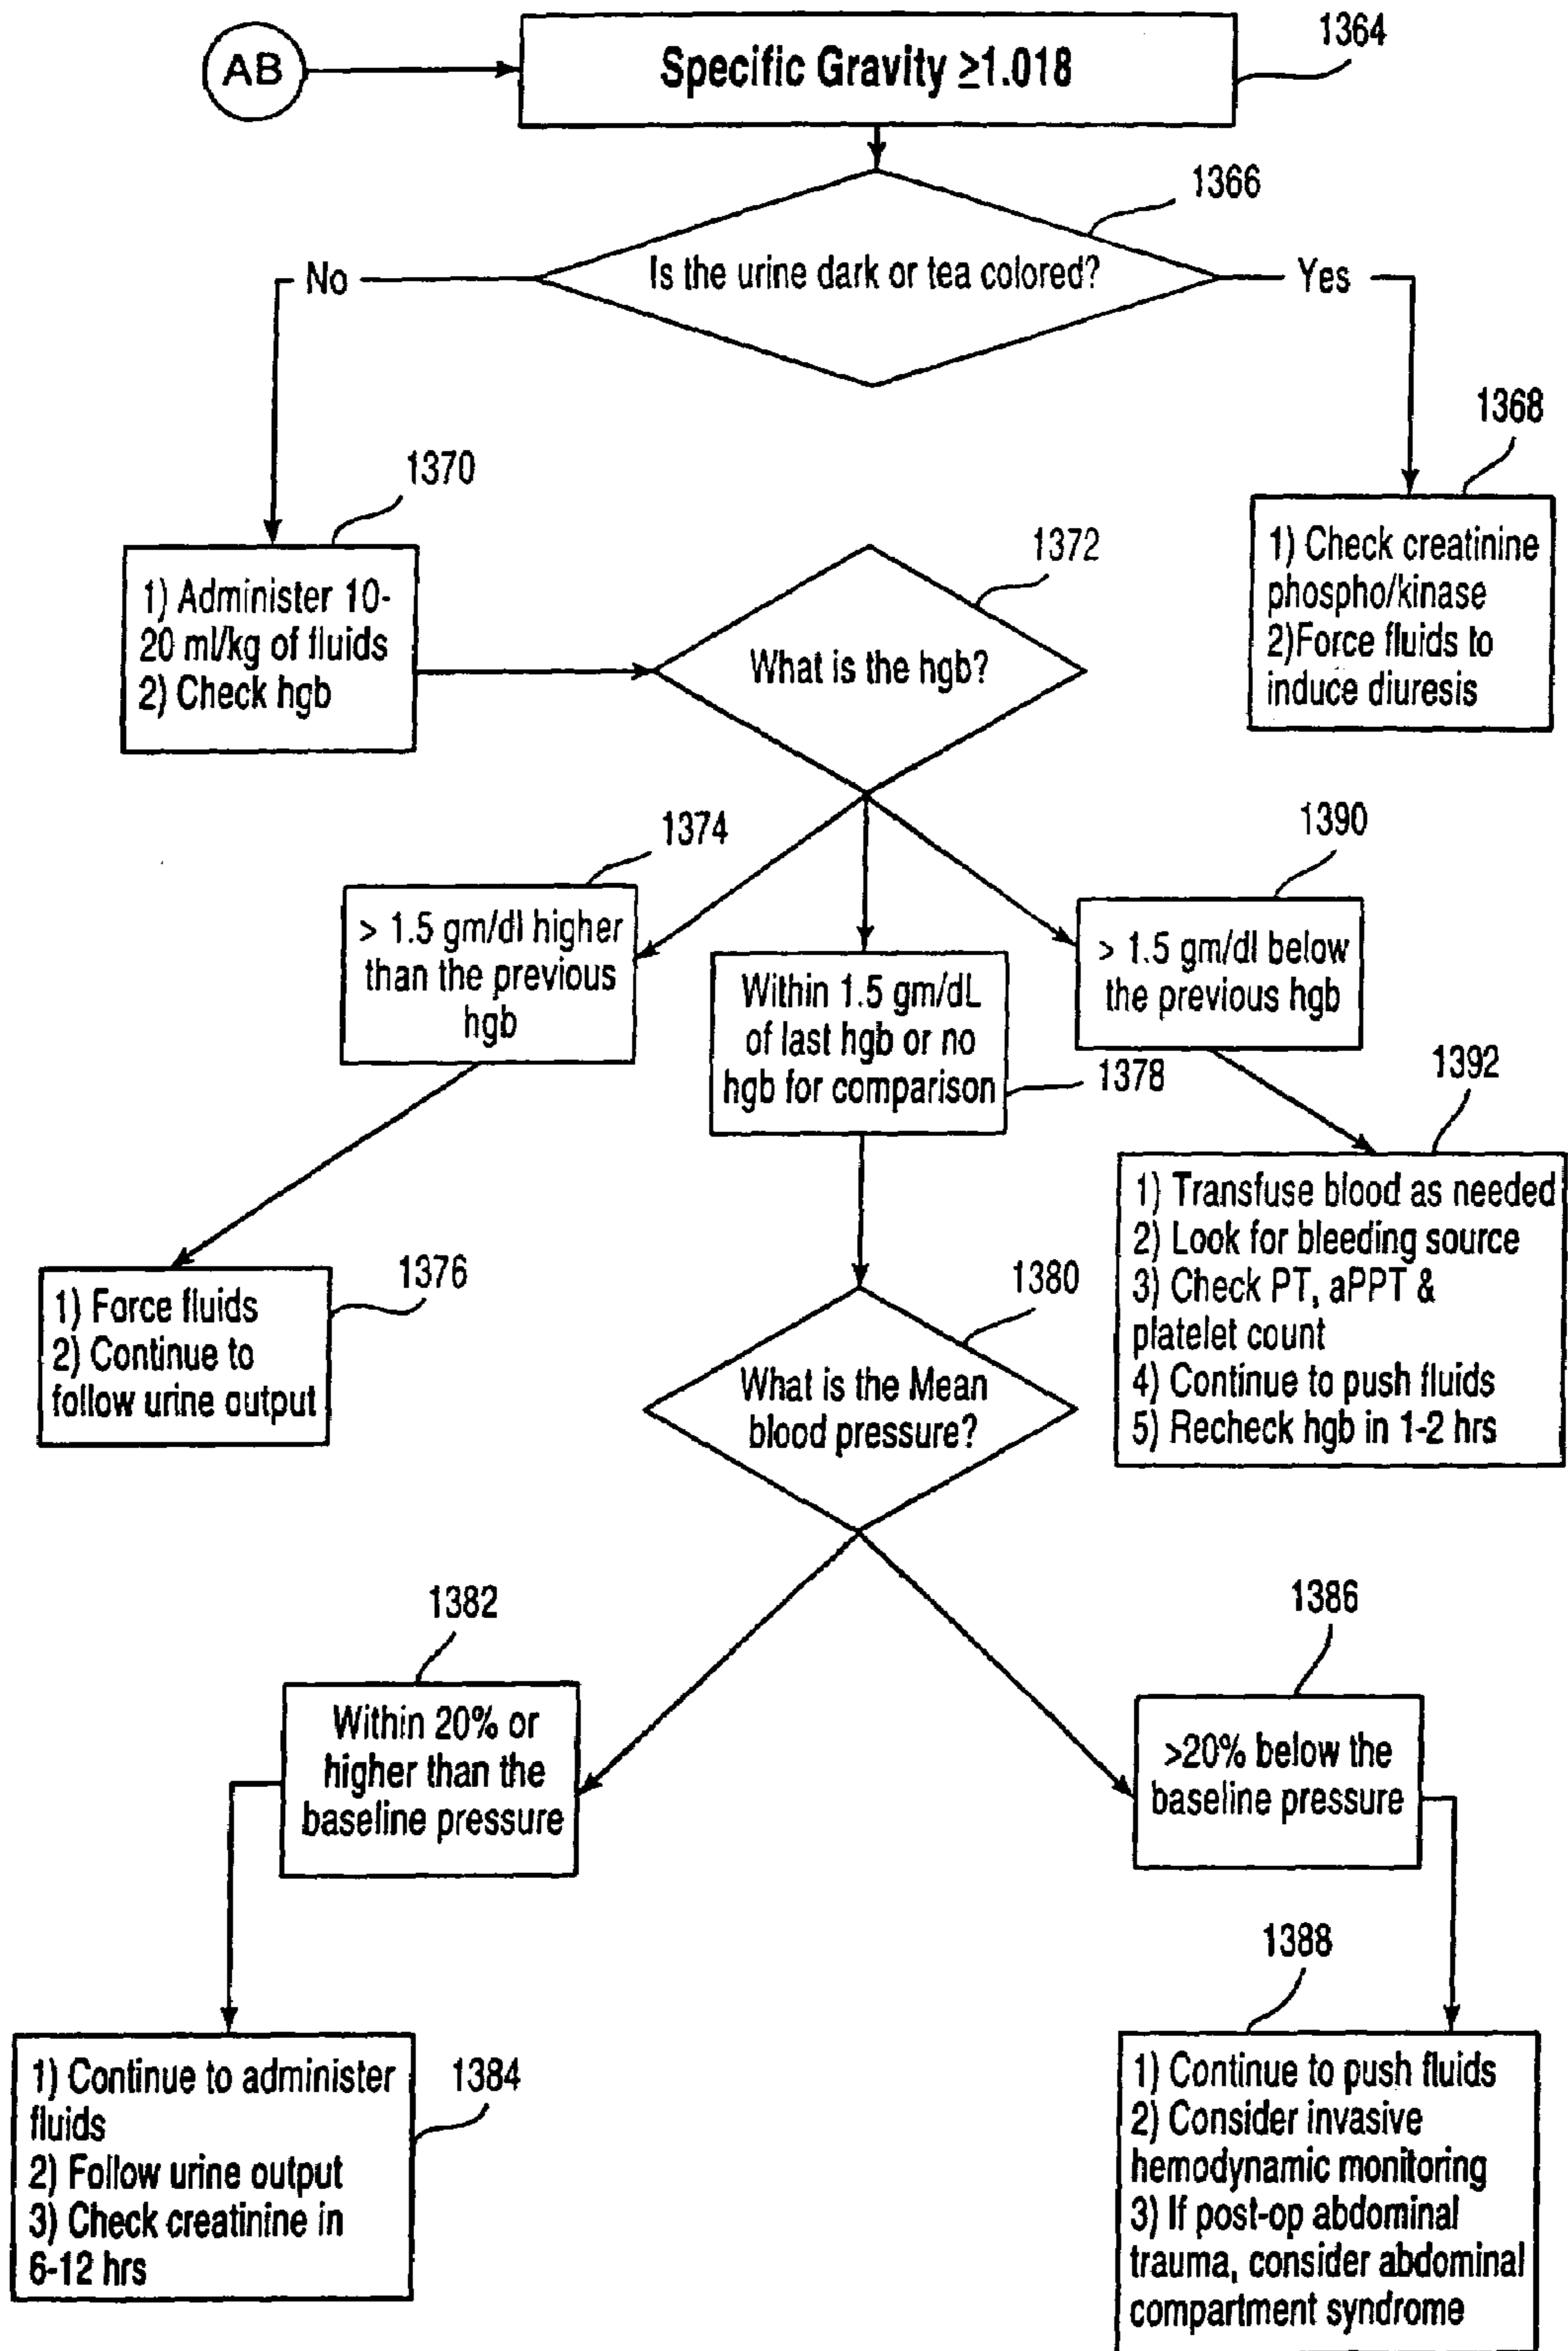 AB
Specific Gravity ≥1.018
1364
1366
Is the urine dark or tea colored?
No
Yes
1368
1) Check creatinine
phospho/kinase
2)Force fluids to
induce diuresis
1370
1) Administer 10-
20 ml/kg of fluids
2) Check hgb
1372
What is the hgb?
1374
> 1.5 gm/dl higher
than the previous
hgb
Within 1.5 gm/dL
of last hgb or no
hgb for comparison
1378
1390
> 1.5 gm/dl below
the previous hgb
1392
1) Transfuse blood as needed
2) Look for bleeding source
3) Check PT, aPPT &
platelet count
4) Continue to push fluids
5) Recheck hgb in 1-2 hrs
1376
1) Force fluids
2) Continue to
follow urine output
1380
What is the Mean
blood pressure?
1382
Within 20% or
higher than the
baseline pressure
1386
>20% below the
baseline pressure
1384
1) Continue to administer
fluids
2) Follow urine output
3) Check creatinine in
6-12 hrs
1388
1) Continue to push fluids
2) Consider invasive
hemodynamic monitoring
3) If post-op abdominal
trauma, consider abdominal
compartment syndrome